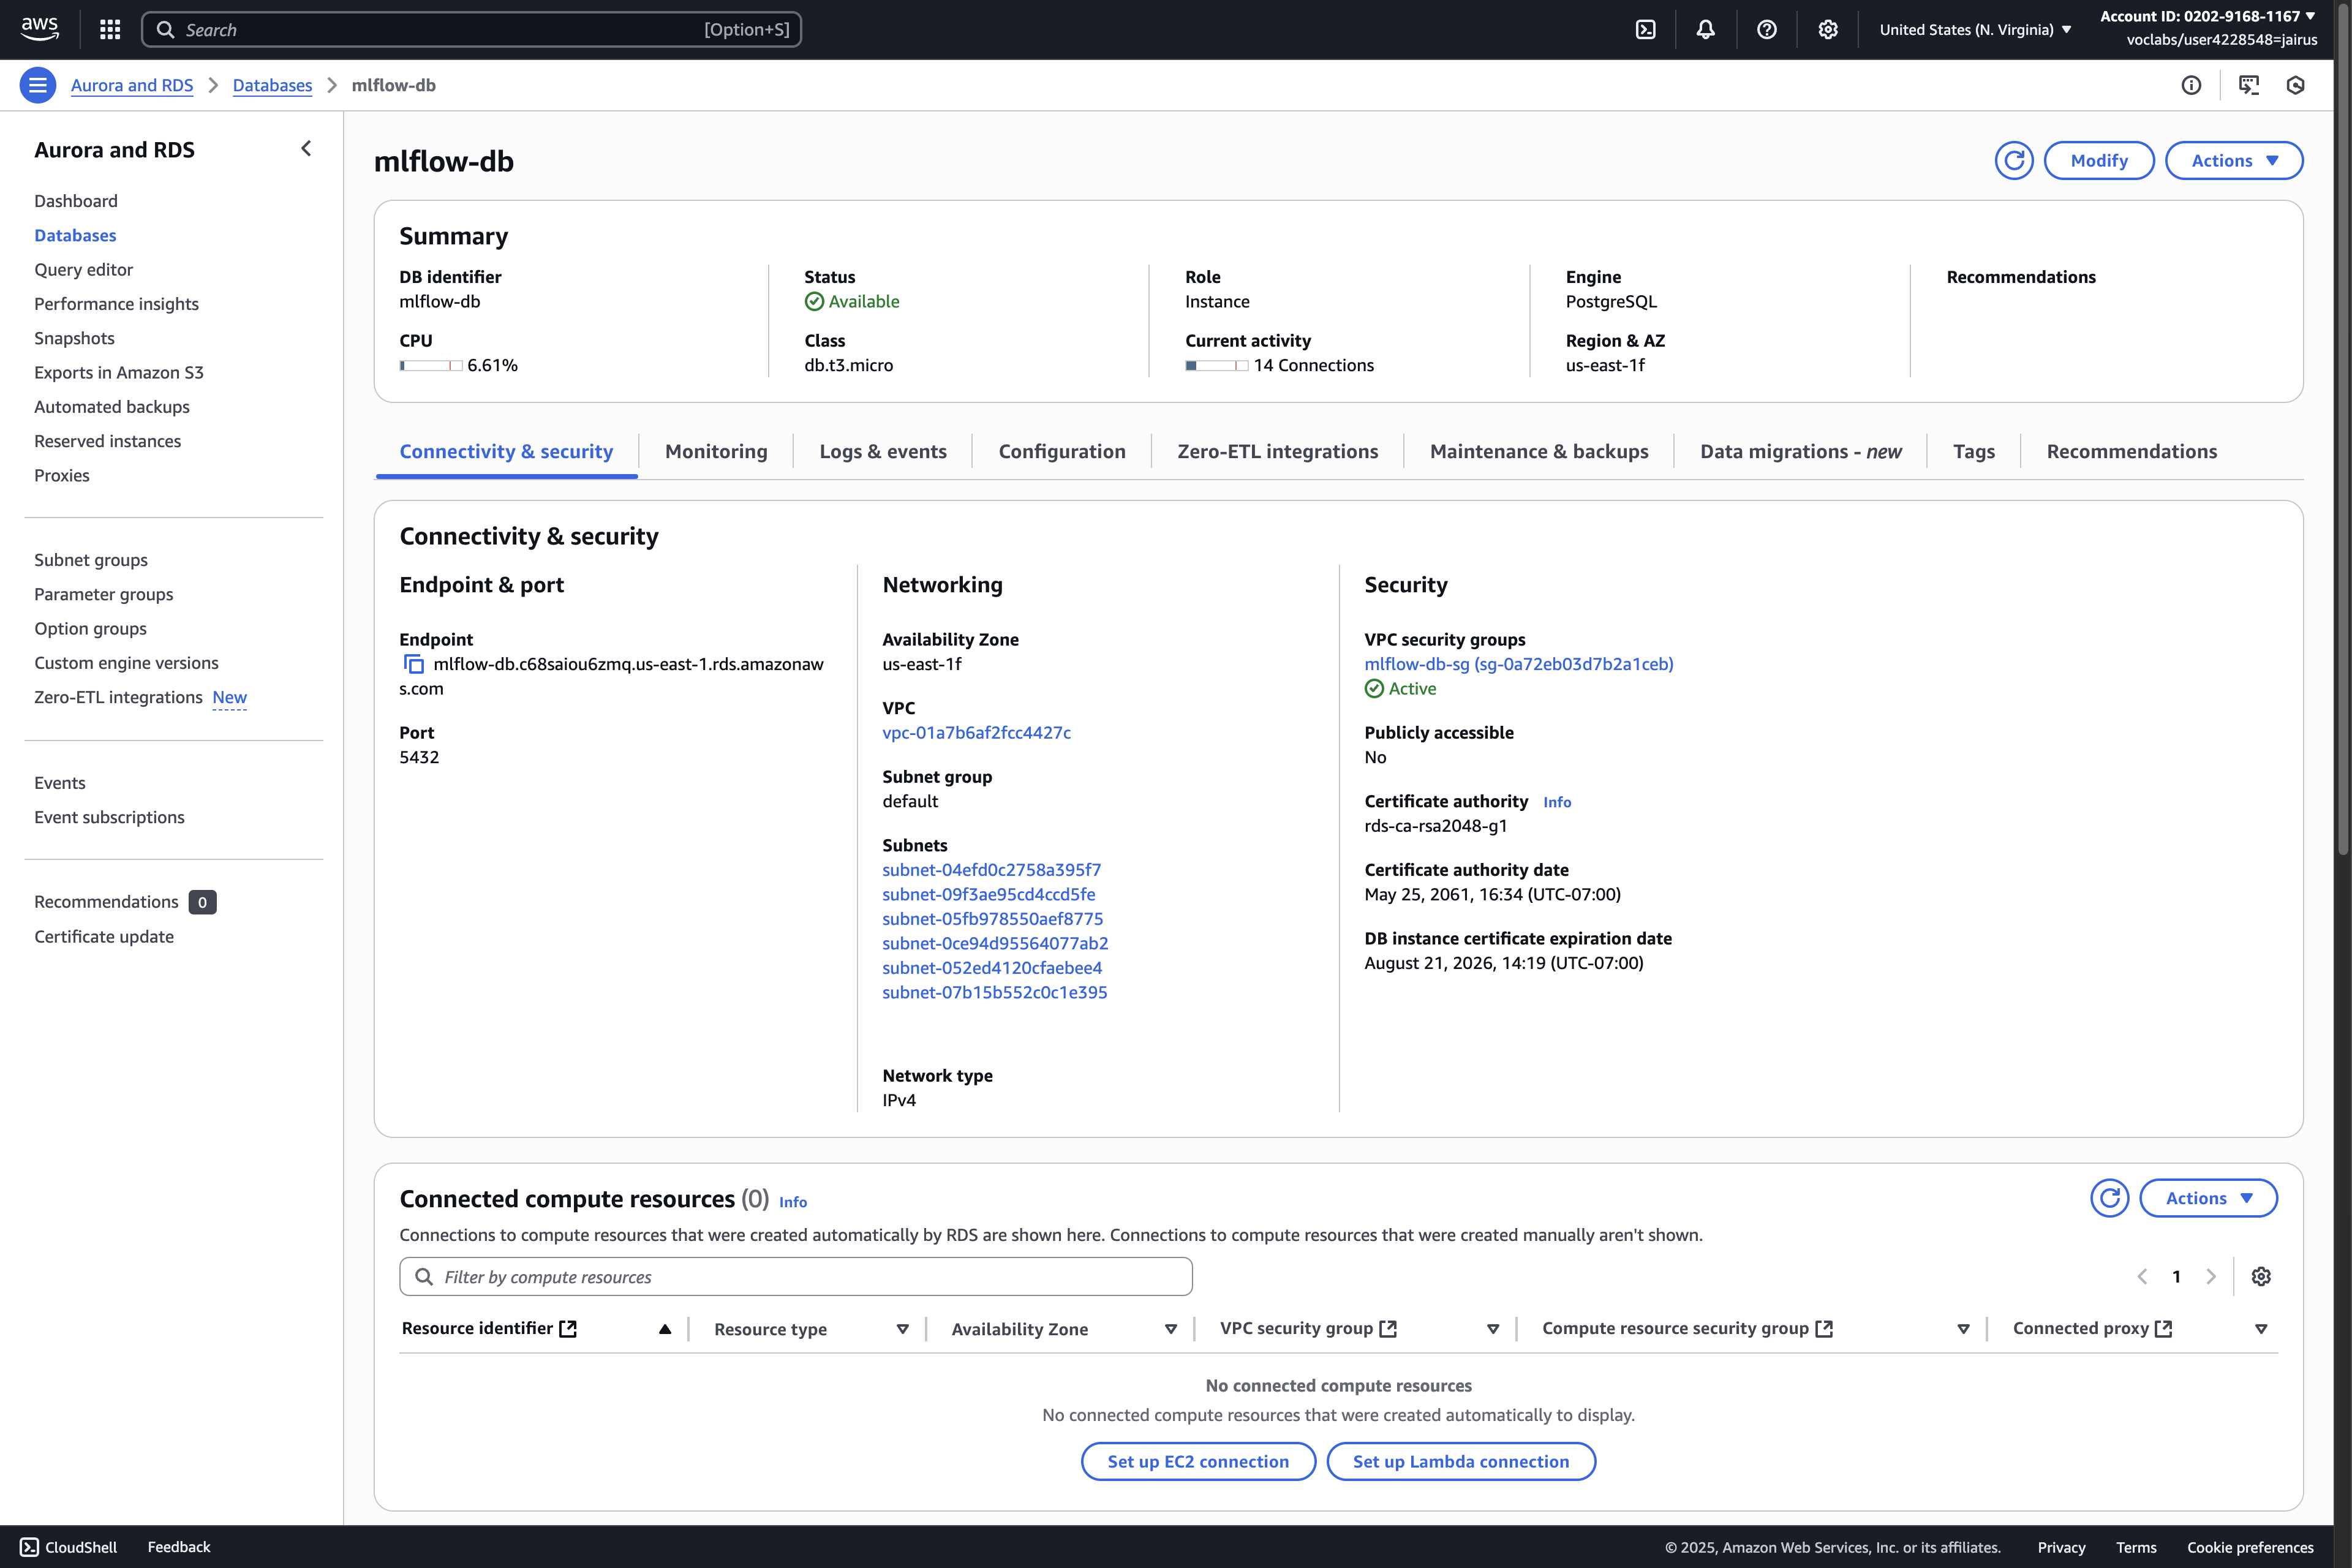 aws
Search [Option+S]
United States (N. Virginia)
Account ID: 0202-9168-1167
voclabs/user4228548=jairus
Aurora and RDS
Databases
mlflow-db
Aurora and RDS
Dashboard
Databases
Query editor
Performance insights
Snapshots
Exports in Amazon S3
Automated backups
Reserved instances
Proxies
Subnet groups
Parameter groups
Option groups
Custom engine versions
Zero-ETL integrations New
Events
Event subscriptions
Recommendations 0
Certificate update
mlflow-db
Modify
Actions
Summary
DB identifier
mlflow-db
CPU
6.61%
Status
Available
Class
db.t3.micro
Role
Instance
Current activity
14 Connections
Engine
PostgreSQL
Region & AZ
us-east-1f
Recommendations
Connectivity & security
Monitoring
Logs & events
Configuration
Zero-ETL integrations
Maintenance & backups
Data migrations - new
Tags
Recommendations
Connectivity & security
Endpoint & port
Endpoint
mlflow-db.c68saiou6zmq.us-east-1.rds.amazonaw
s.com
Port
5432
Networking
Availability Zone
us-east-1f
VPC
vpc-01a7b6af2fcc4427c
Subnet group
default
Subnets
subnet-04efd0c2758a395f7
subnet-09f3ae95cd4ccd5fe
subnet-05fb978550aef8775
subnet-0ce94d95564077ab2
subnet-052ed4120cfaebee4
subnet-07b15b552c0c1e395
Network type
IPv4
Security
VPC security groups
mlflow-db-sg (sg-0a72eb03d7b2a1ceb)
Active
Publicly accessible
No
Certificate authority Info
rds-ca-rsa2048-g1
Certificate authority date
May 25, 2061, 16:34 (UTC-07:00)
DB instance certificate expiration date
August 21, 2026, 14:19 (UTC-07:00)
Connected compute resources (0) Info
Actions
Connections to compute resources that were created automatically by RDS are shown here. Connections to compute resources that were created manually aren't shown.
Filter by compute resources
1
Resource identifier
Resource type
Availability Zone
VPC security group
Compute resource security group
Connected proxy
No connected compute resources
No connected compute resources that were created automatically to display.
Set up EC2 connection
Set up Lambda connection
CloudShell
Feedback
© 2025, Amazon Web Services, Inc. or its affiliates.
Privacy
Terms
Cookie preferences